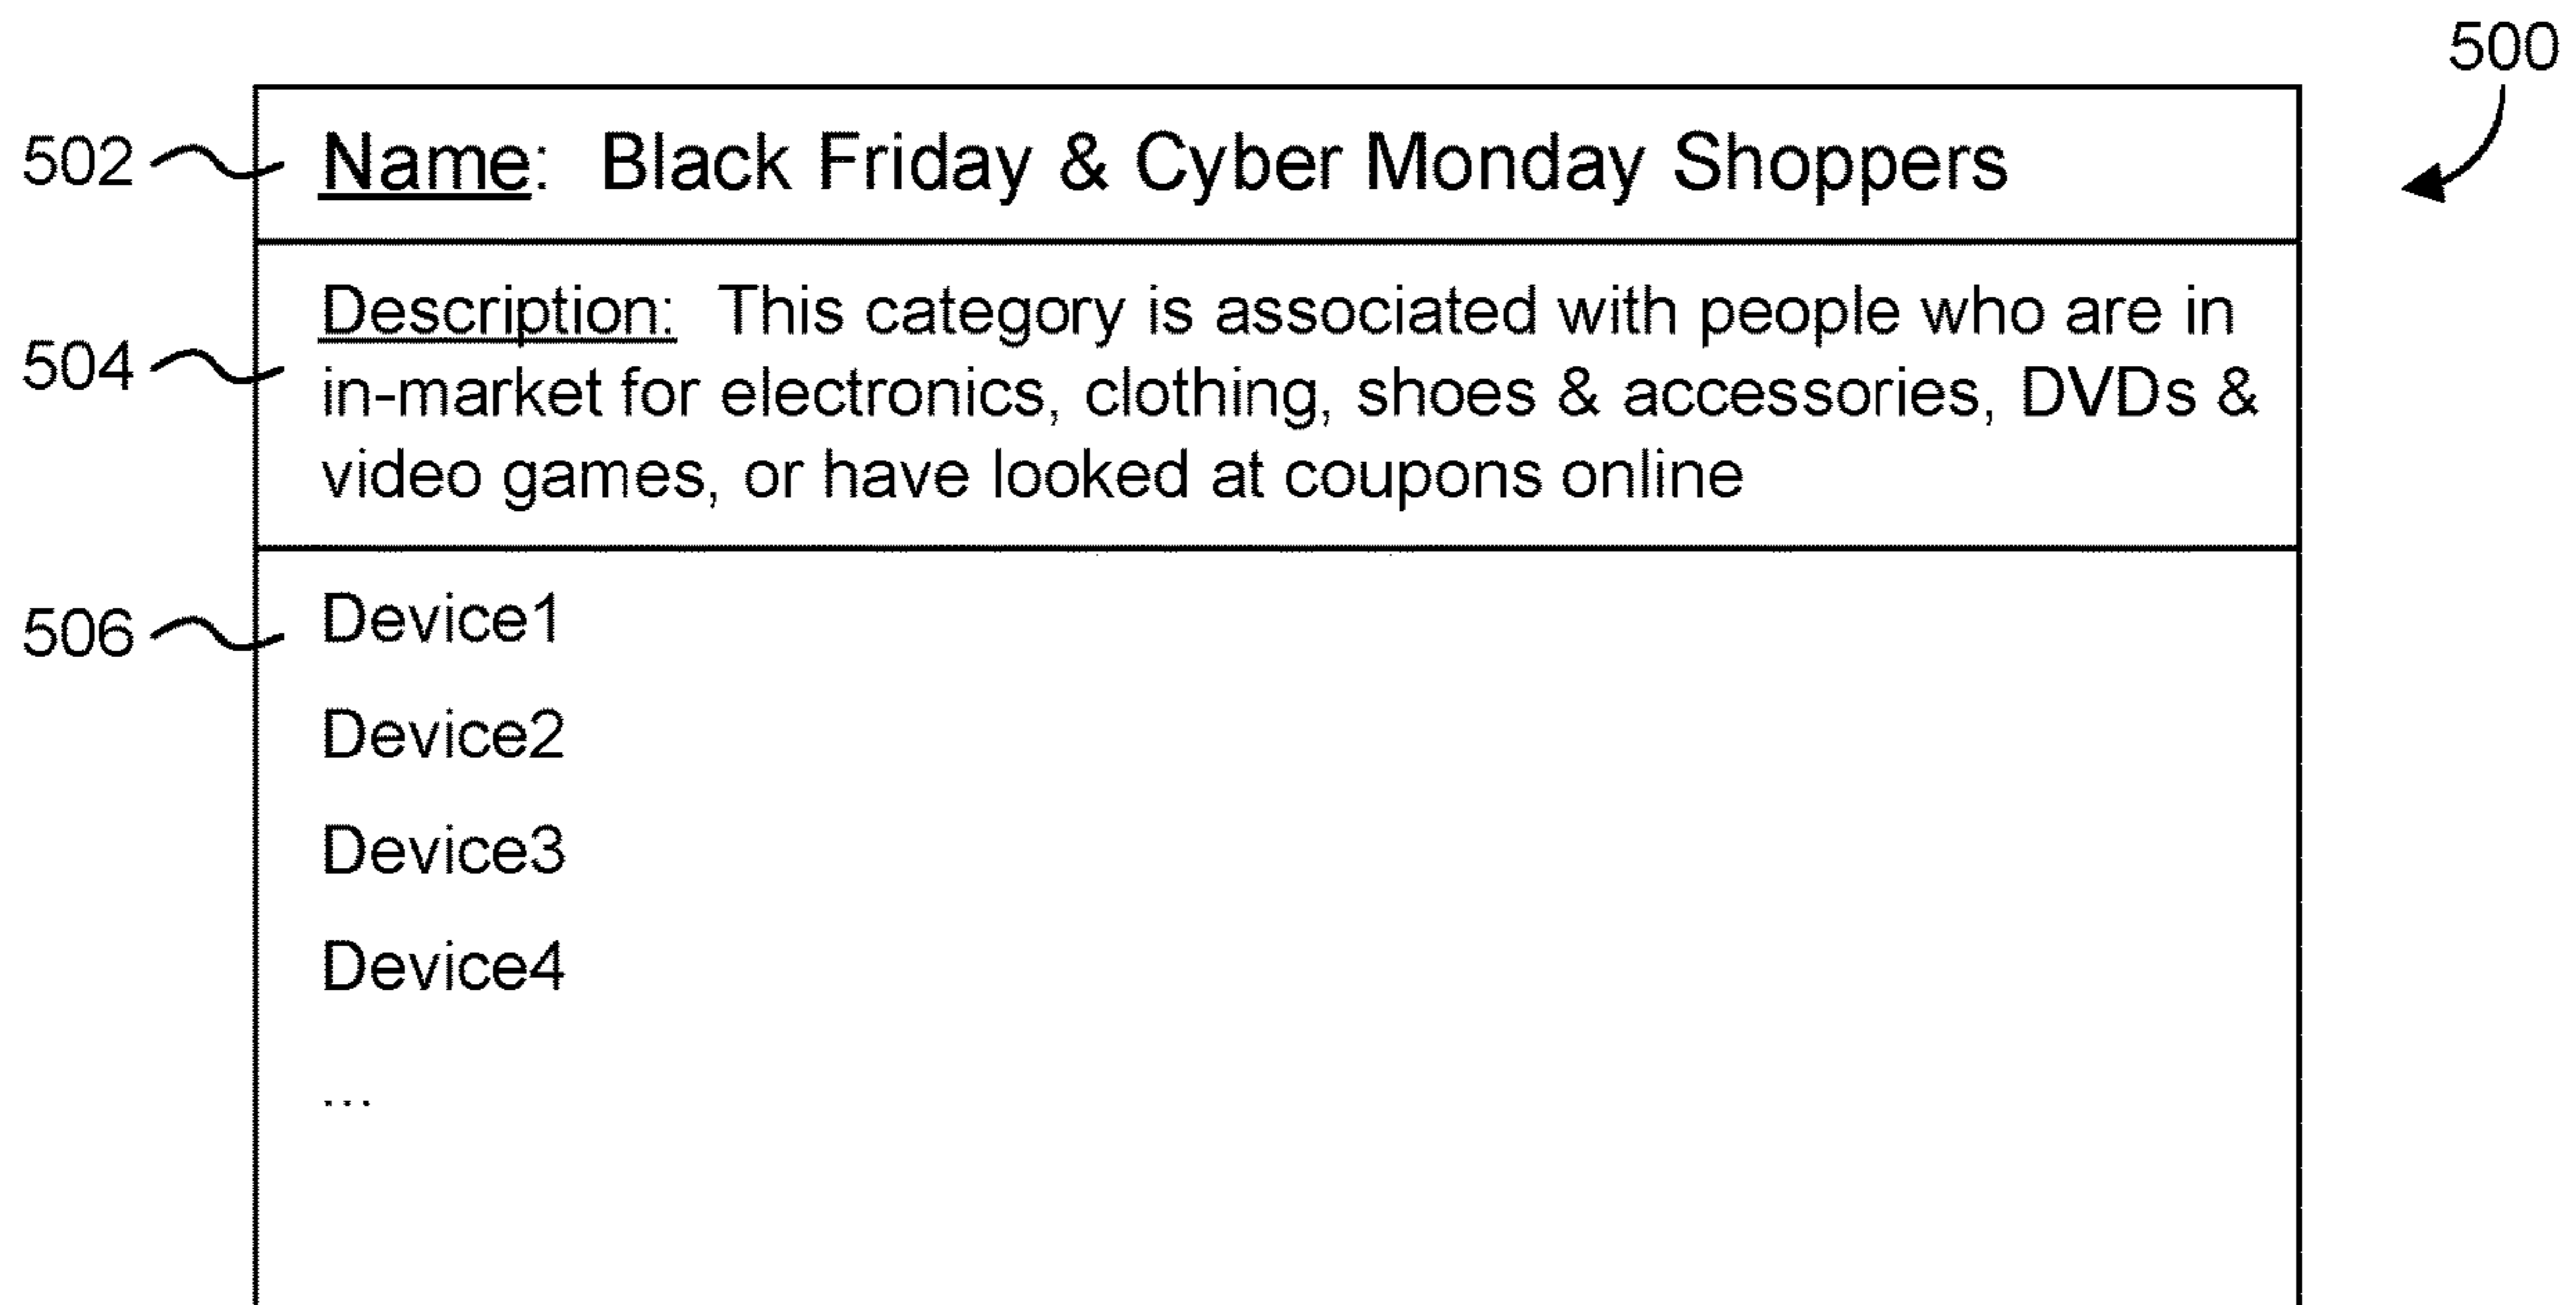 500
502 Name: Black Friday & Cyber Monday Shoppers
Description: This category is associated with people who are in
504 in-market for electronics, clothing, shoes & accessories, DVDs &
video games, or have looked at coupons online
506 Device1
Device2
Device3
Device4
...